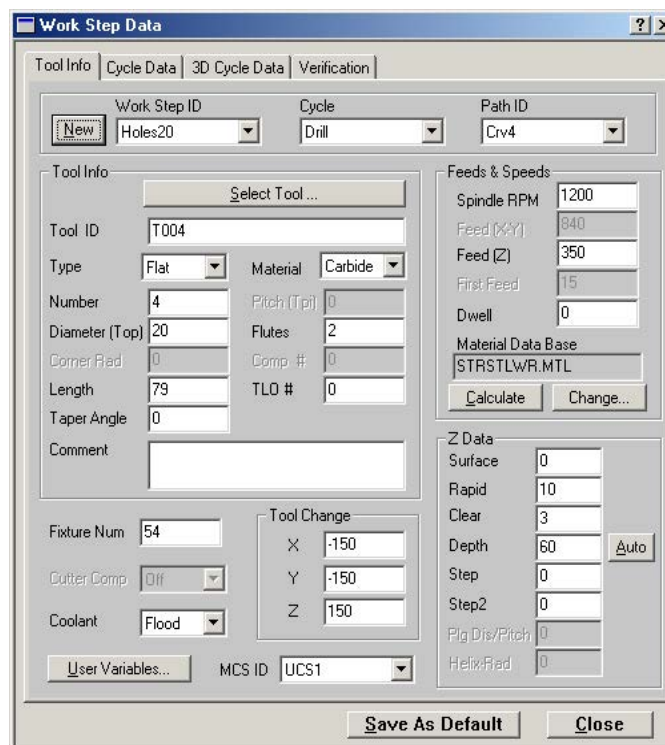 Work Step Data
Tool Info Cycle Data 3D Cycle Data Verification
Work Step ID Cycle Path ID
New Holes20 Drill Crv4
Tool Info
Select Tool ...
Tool ID T004
Type Flat Material Carbide
Number 4 Pitch (Tpi) 0
Diameter (Top) 20 Flutes 2
Corner Rad 0 Comp # 0
Length 79 TLO # 0
Taper Angle 0
Comment
Feeds & Speeds
Spindle RPM 1200
Feed (X-Y) 840
Feed (Z) 350
First Feed 15
Dwell 0
Material Data Base
STRSTLWR.MTL
Calculate Change...
Fixture Num 54
Cutter Comp Off
Coolant Flood
Tool Change
X -150
Y -150
Z 150
User Variables... MCS ID UCS1
Z Data
Surface 0
Rapid 10
Clear 3
Depth 60 Auto
Step 0
Step2 0
Plg Dis/Pitch 0
Helix-Rad 0
Save As Default Close